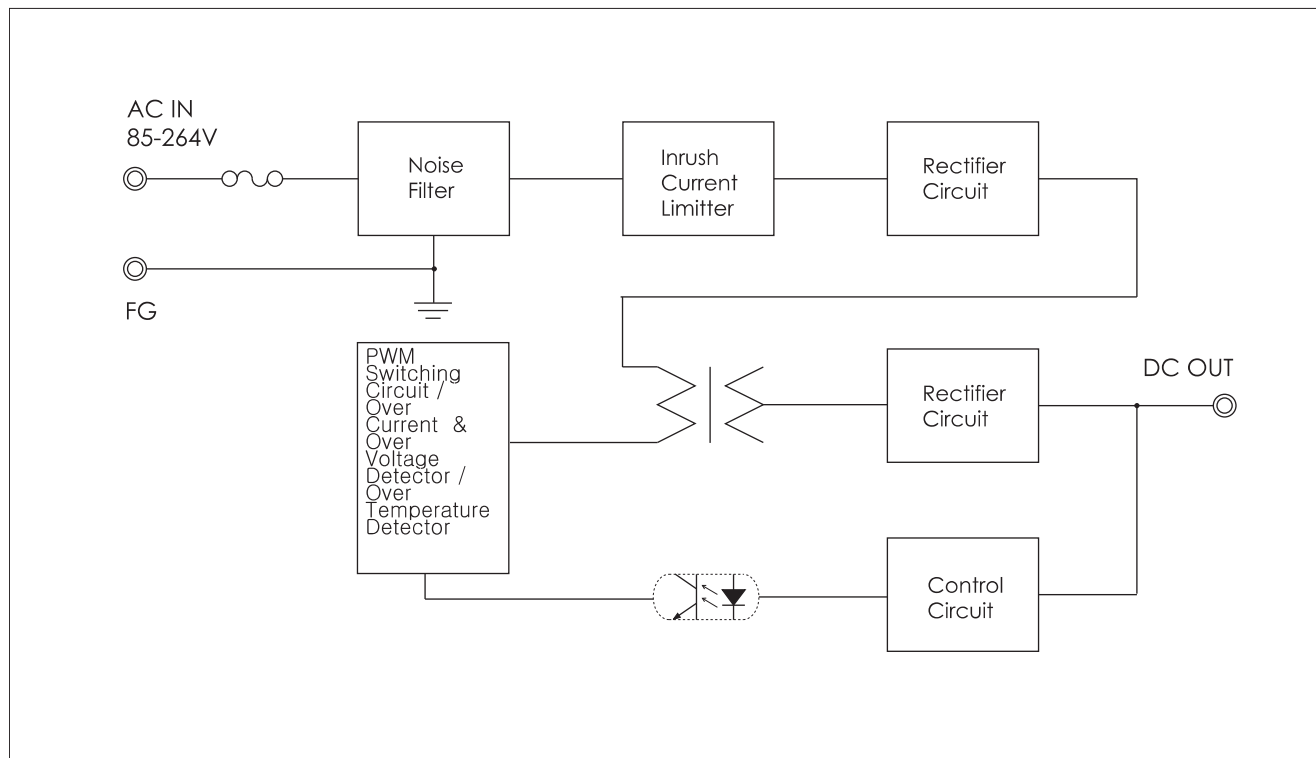 AC IN
85-264V
Noise
Filter
Inrush
Current
Limitter
Rectifier
Circuit
FG
PWM
Switching
Circuit /
Over
Current &
Over
Voltage
Detector /
Over
Temperature
Detector
Rectifier
Circuit
DC OUT
Control
Circuit